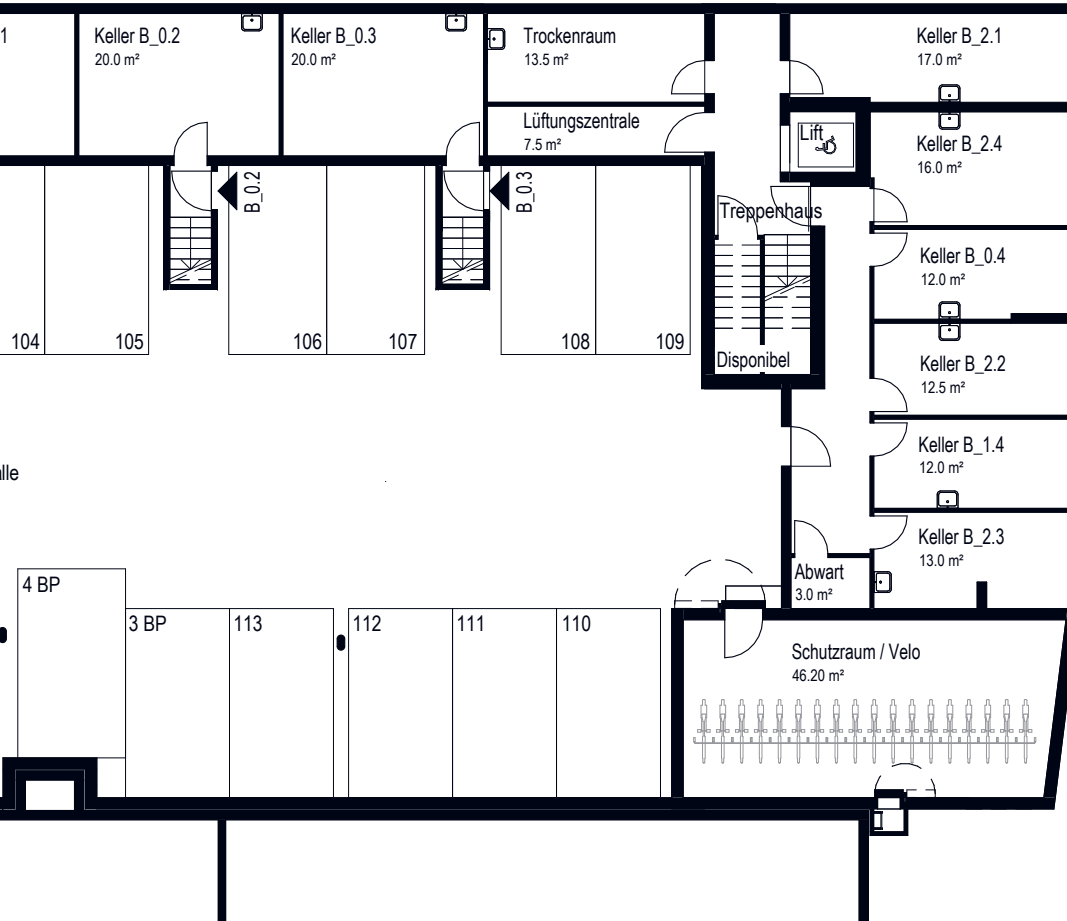 1
Keller B_0.2
20.0 m²
Keller B_0.3
20.0 m²
Trockenraum
13.5 m²
Keller B_2.1
17.0 m²
Lüftungszentrale
7.5 m²
Lift
Keller B_2.4
16.0 m²
B_0.2
B_0.3
Treppenhaus
Keller B_0.4
12.0 m²
104
105
106
107
108
109
Disponibel
Keller B_2.2
12.5 m²
Keller B_1.4
12.0 m²
lle
Keller B_2.3
13.0 m²
Abwart
3.0 m²
4 BP
3 BP
113
112
111
110
Schutzraum / Velo
46.20 m²